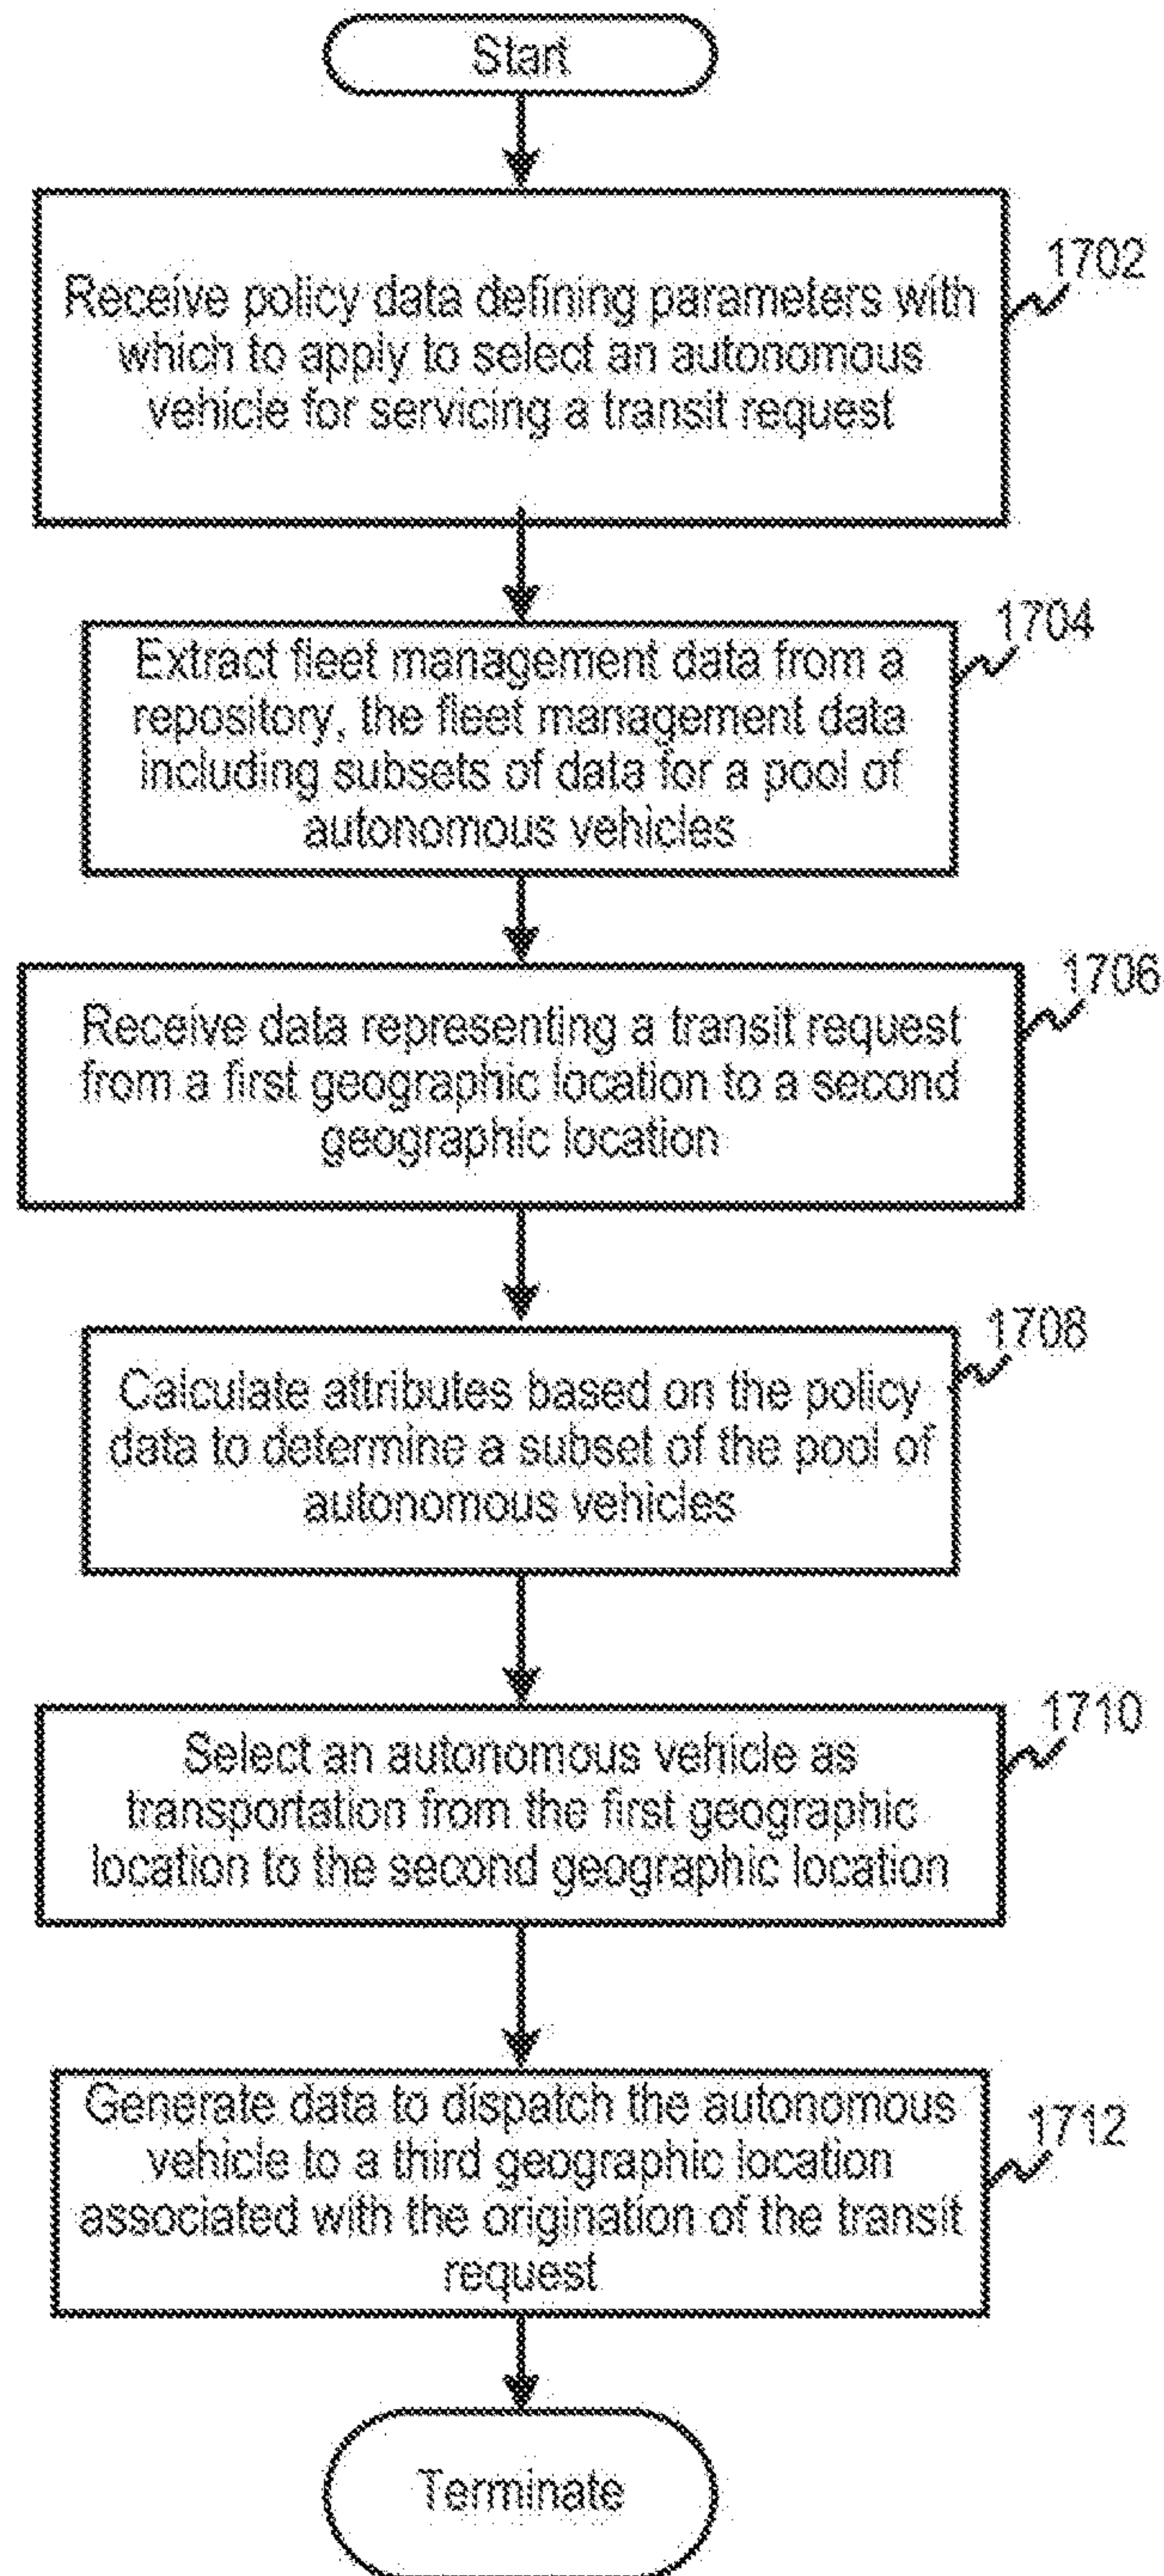 Start
1702
Receive policy data defining parameters with
which to apply to select an autonomous
vehicle for servicing a transit request
1704
Extract fleet management data from a
repository, the fleet management data
including subsets of data for a pool of
autonomous vehicles
1706
Receive data representing a transit request
from a first geographic location to a second
geographic location
1708
Calculate attributes based on the policy
data to determine a subset of the pool of
autonomous vehicles
1710
Select an autonomous vehicle as
transportation from the first geographic
location to the second geographic location
1712
Generate data to dispatch the autonomous
vehicle to a third geographic location
associated with the origination of the transit
request
Terminate